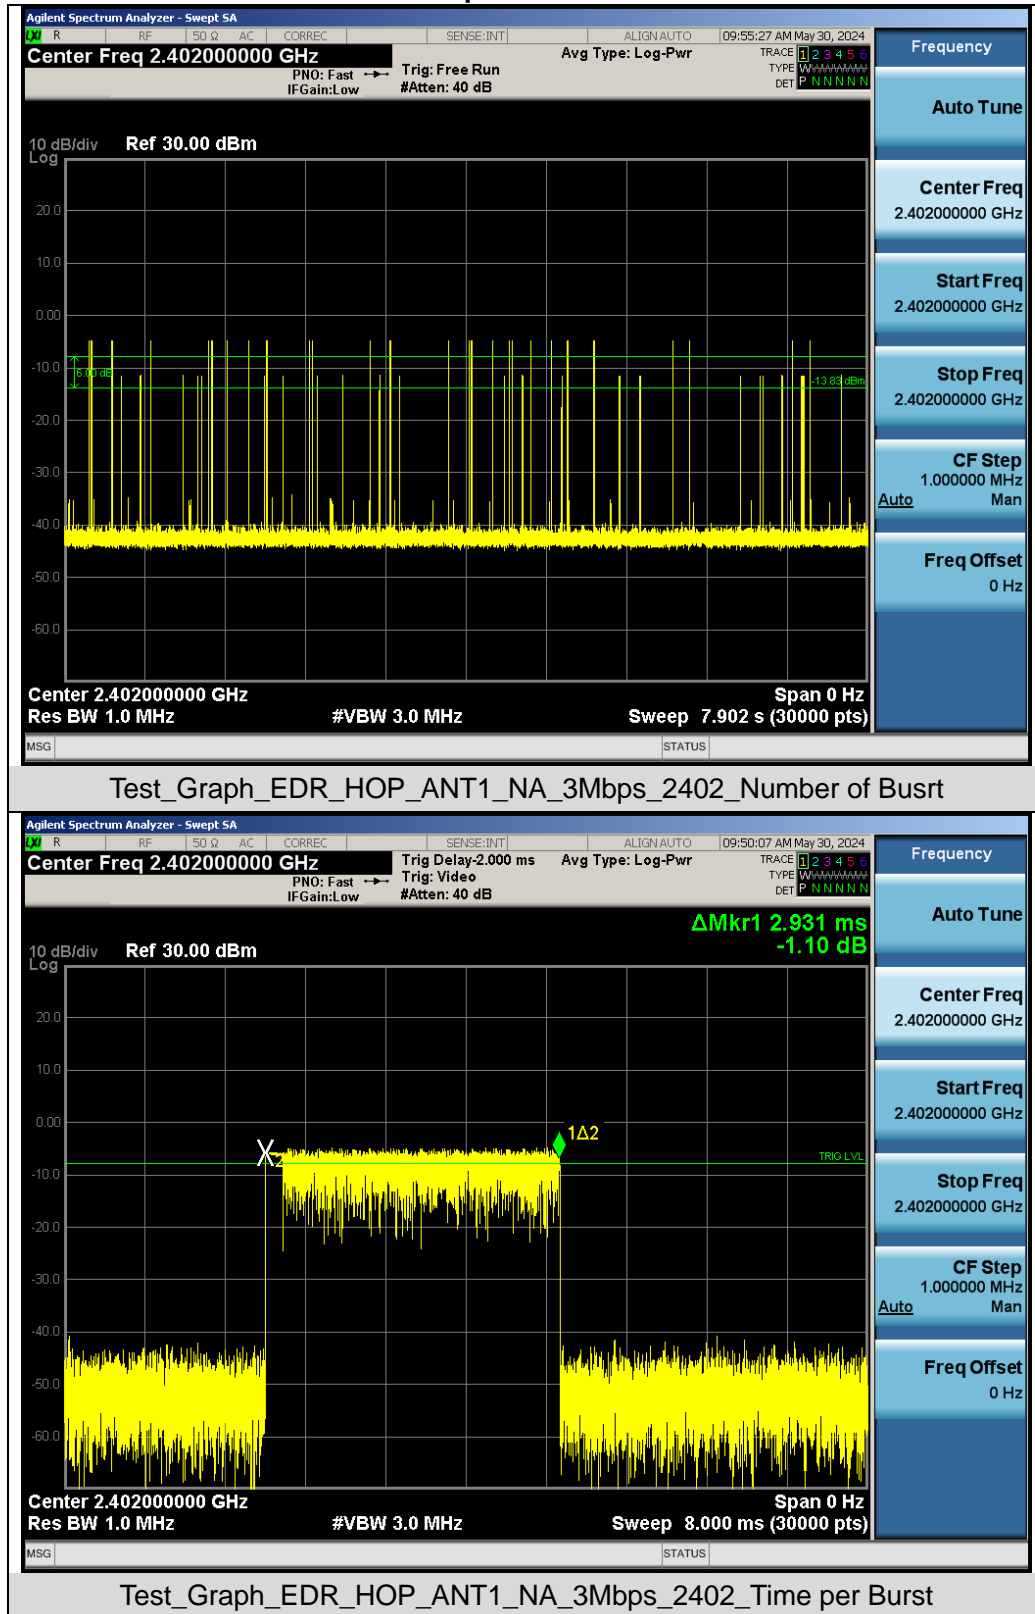 Agilent Spectrum Analyzer - Swept SA
LXI R RF 50 Ω AC CORREC SENSE:INT ALIGN AUTO 09:55:27 AM May 30, 2024
Center Freq 2.402000000 GHz
PNO: Fast
IFGain:Low
Trig: Free Run
#Atten: 40 dB
Avg Type: Log-Pwr
TRACE 1 2 3 4 5 6
TYPE WWWWWW
DET P N N N N N
10 dB/div Ref 30.00 dBm
Log
20.0
10.0
0.00
-10.0
-20.0
-30.0
-40.0
-50.0
-60.0
6.00 dB
-13.83 dBm
Center 2.402000000 GHz Span 0 Hz
Res BW 1.0 MHz #VBW 3.0 MHz Sweep 7.902 s (30000 pts)
MSG STATUS
Frequency
Auto Tune
Center Freq
2.402000000 GHz
Start Freq
2.402000000 GHz
Stop Freq
2.402000000 GHz
CF Step
1.000000 MHz
Auto Man
Freq Offset
0 Hz
Test_Graph_EDR_HOP_ANT1_NA_3Mbps_2402_Number of Busrt
Agilent Spectrum Analyzer - Swept SA
LXI R RF 50 Ω AC CORREC SENSE:INT ALIGN AUTO 09:50:07 AM May 30, 2024
Center Freq 2.402000000 GHz
PNO: Fast
IFGain:Low
Trig Delay-2.000 ms
Trig: Video
#Atten: 40 dB
Avg Type: Log-Pwr
TRACE 1 2 3 4 5 6
TYPE WWWWWW
DET P N N N N N
ΔMkr1 2.931 ms
-1.10 dB
10 dB/div Ref 30.00 dBm
Log
20.0
10.0
0.00
-10.0
-20.0
-30.0
-40.0
-50.0
-60.0
X2
1Δ2
TRIG LVL
Center 2.402000000 GHz Span 0 Hz
Res BW 1.0 MHz #VBW 3.0 MHz Sweep 8.000 ms (30000 pts)
MSG STATUS
Frequency
Auto Tune
Center Freq
2.402000000 GHz
Start Freq
2.402000000 GHz
Stop Freq
2.402000000 GHz
CF Step
1.000000 MHz
Auto Man
Freq Offset
0 Hz
Test_Graph_EDR_HOP_ANT1_NA_3Mbps_2402_Time per Burst